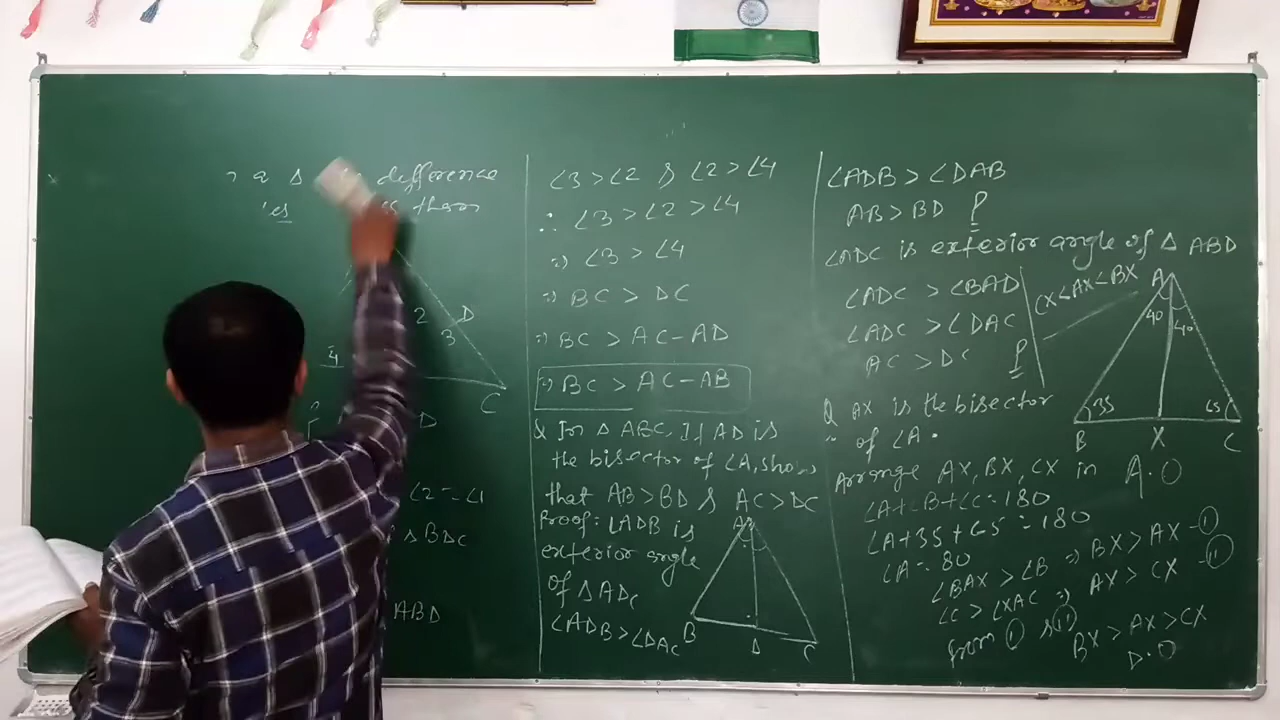 a Δ difference
than
2 D
3
4
C
D
∠2 = ∠1
Δ BDC
ABD
∠3 > ∠2 & ∠2 > ∠4
∴ ∠3 > ∠2 > ∠4
=) ∠3 > ∠4
=) BC > DC
=) BC > AC - AD
=) BC > AC - AB
Q In Δ ABC, If AD is
the bisector of ∠A, show
that AB > BD & AC > DC
Proof: ∠ADB is
exterior angle
of Δ ADC
∠ADB > ∠DAC
A
B
D
C
∠ADB > ∠DAB
AB > BD P
∠ADC is exterior angle of Δ ABD
∠ADC > ∠BAD
∠ADC > ∠DAC
AC > DC P
CX < AX < BX
A
40 40
35 65
B X C
Q AX is the bisector
of ∠A.
Arrange AX, BX, CX in A.O
∠A + ∠B + ∠C = 180
∠A + 35 + 65 = 180
∠A = 80
∠BAX > ∠B =) BX > AX - ①
∠C > ∠XAC =) AX > CX - ⑪
from ① & ⑪
BX > AX > CX
D.O